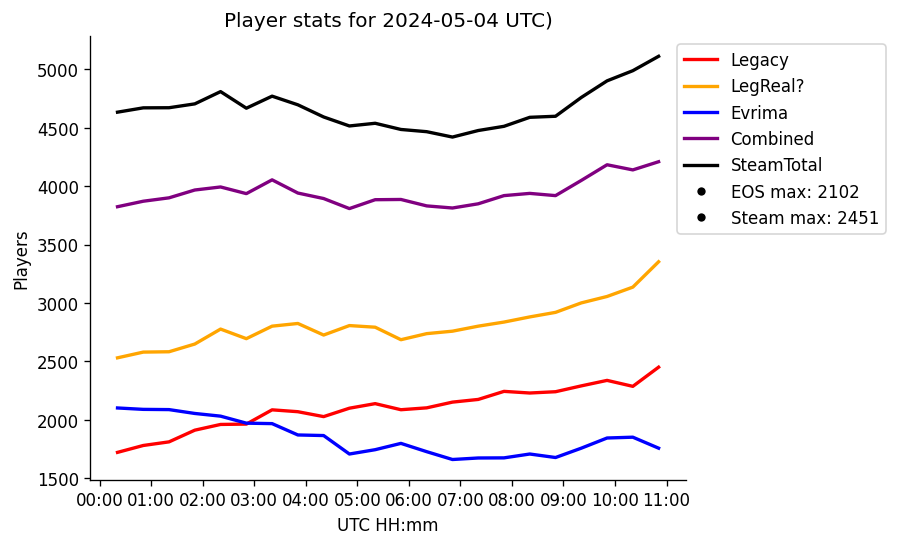 Player stats for 2024-05-04 UTC)
Legacy
LegReal?
Evrima
Combined
SteamTotal
EOS max: 2102
Steam max: 2451
Players
5000
4500
4000
3500
3000
2500
2000
1500
00:00 01:00 02:00 03:00 04:00 05:00 06:00 07:00 08:00 09:00 10:00 11:00
UTC HH:mm